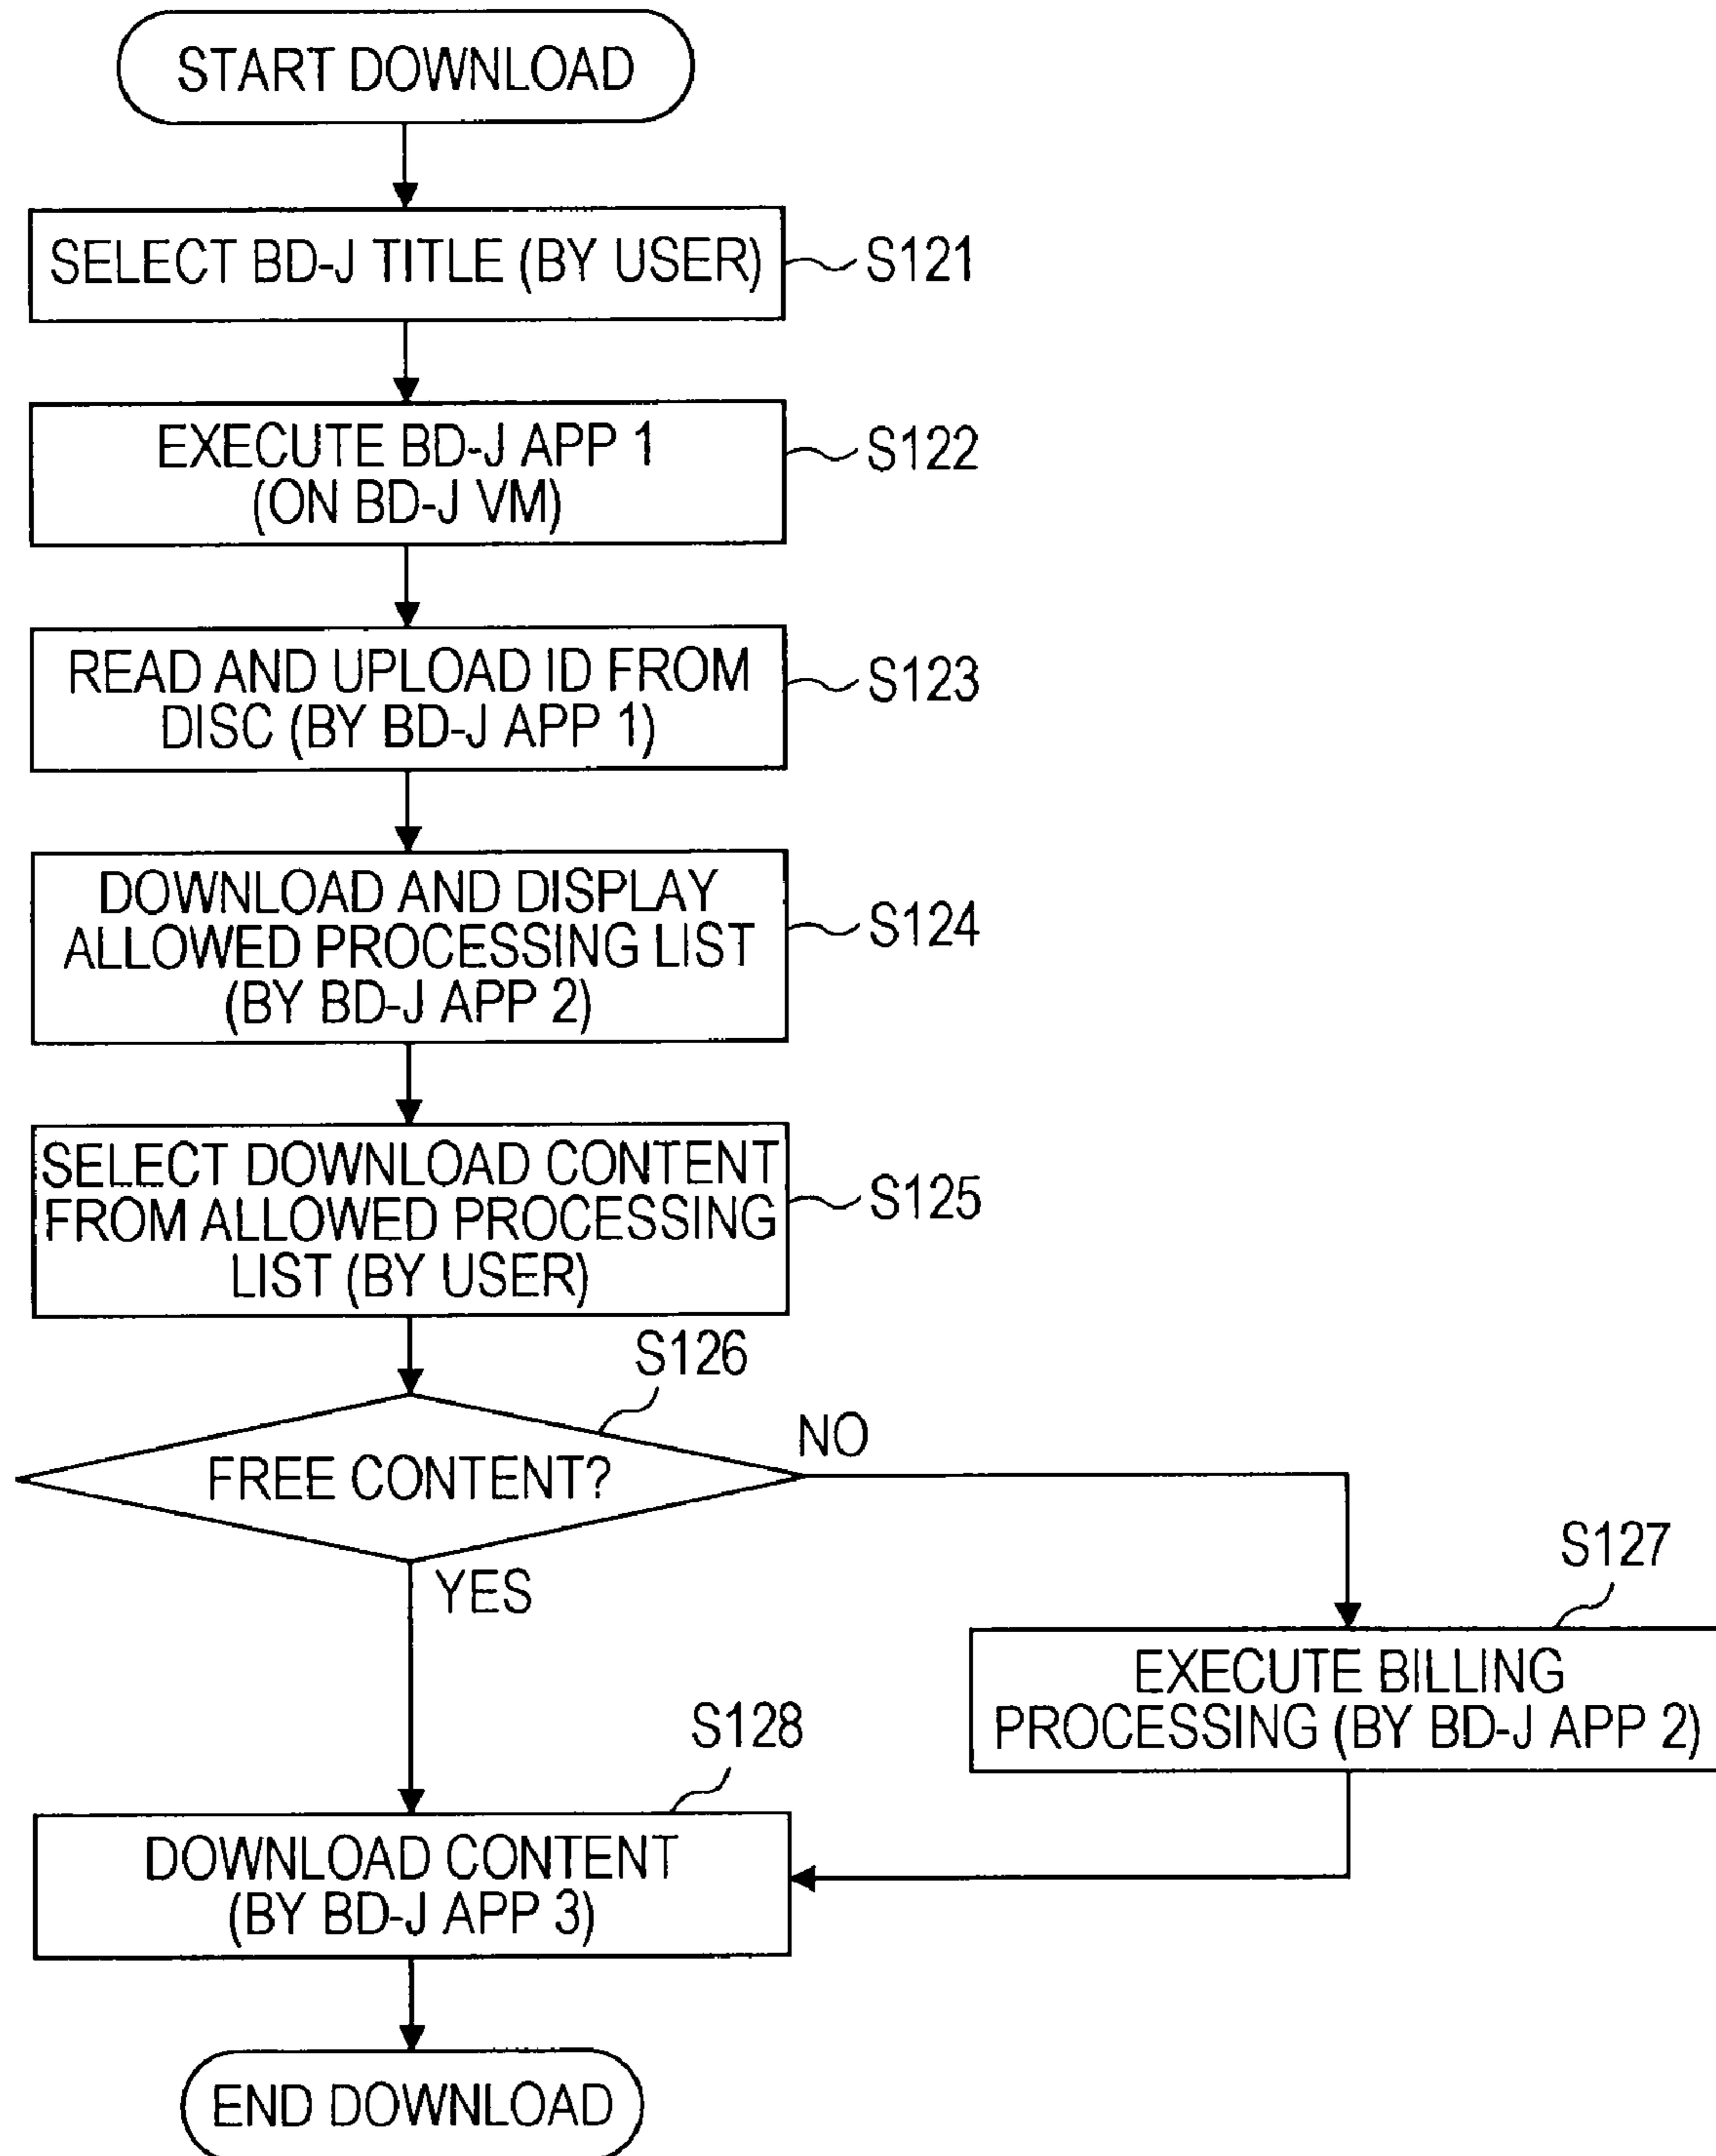 START DOWNLOAD
SELECT BD-J TITLE (BY USER)
S121
EXECUTE BD-J APP 1
(ON BD-J VM)
S122
READ AND UPLOAD ID FROM
DISC (BY BD-J APP 1)
S123
DOWNLOAD AND DISPLAY
ALLOWED PROCESSING LIST
(BY BD-J APP 2)
S124
SELECT DOWNLOAD CONTENT
FROM ALLOWED PROCESSING
LIST (BY USER)
S125
S126
FREE CONTENT?
NO
YES
S127
EXECUTE BILLING
PROCESSING (BY BD-J APP 2)
S128
DOWNLOAD CONTENT
(BY BD-J APP 3)
END DOWNLOAD